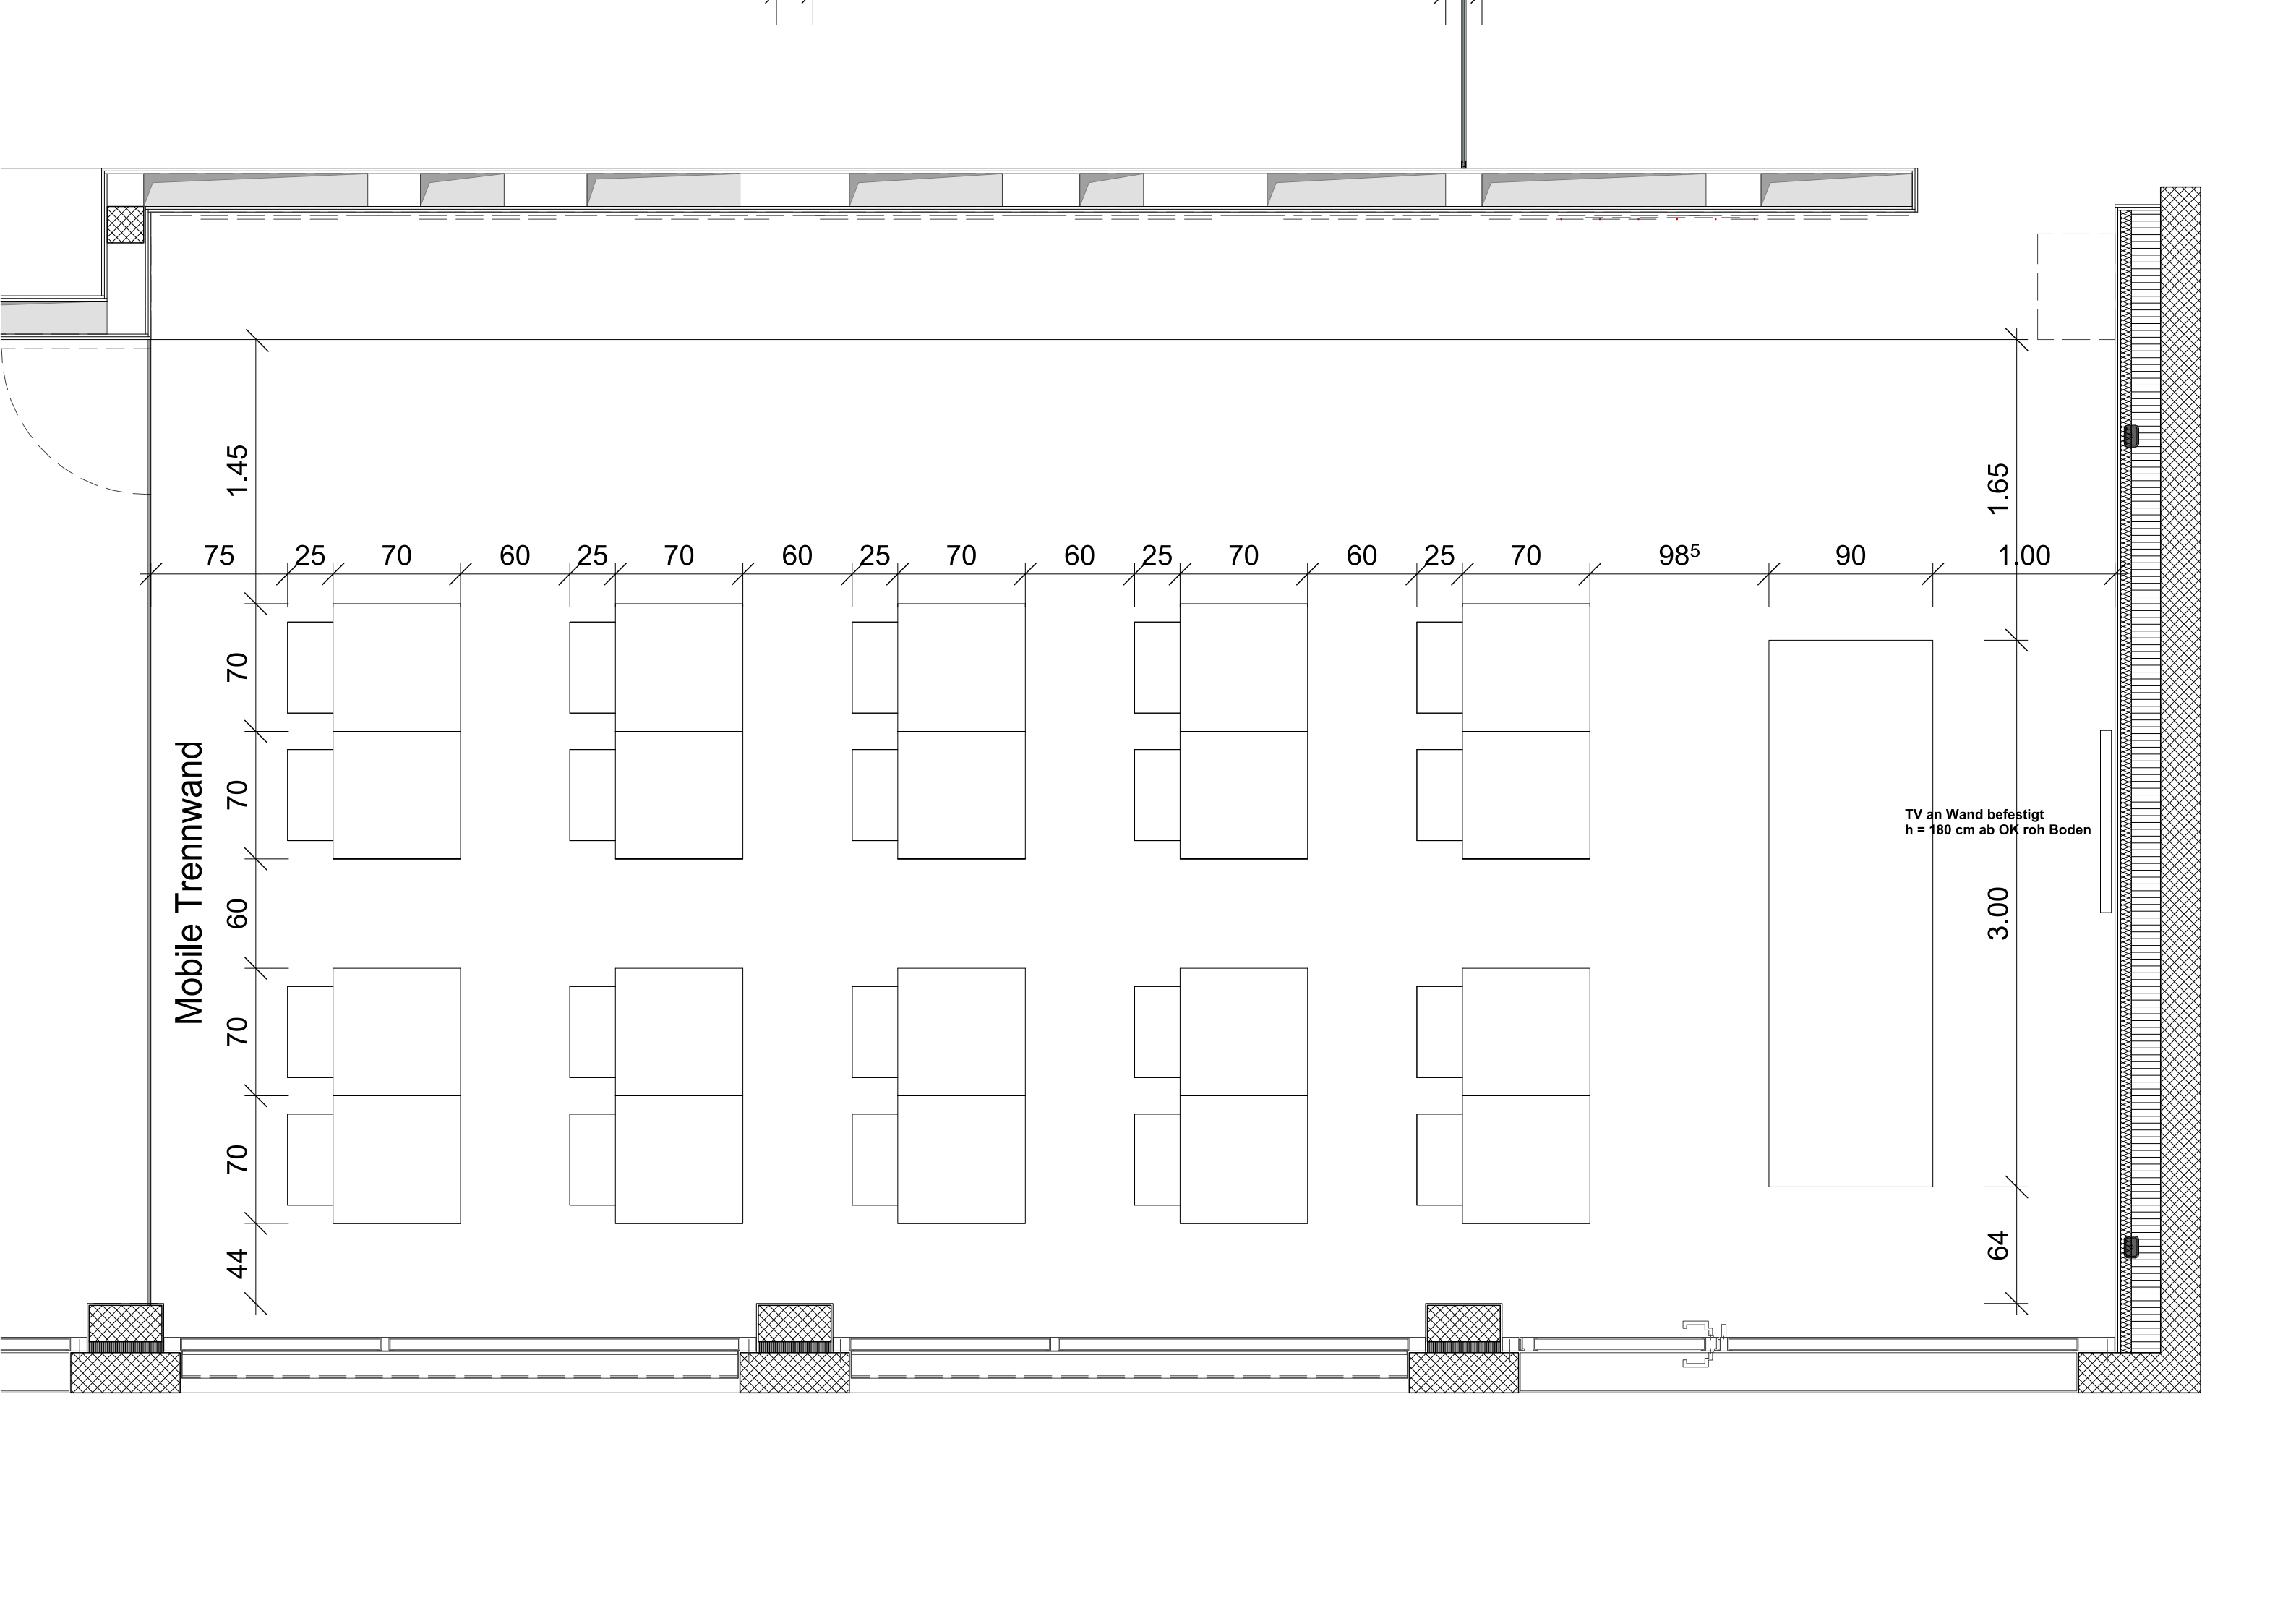 1.45
1.65
75 25 70 60 25 70 60 25 70 60 25 70 60 25 70 98⁵ 90 1.00
70
70
Mobile Trennwand
TV an Wand befestigt
h = 180 cm ab OK roh Boden
60
3.00
70
70
44
64